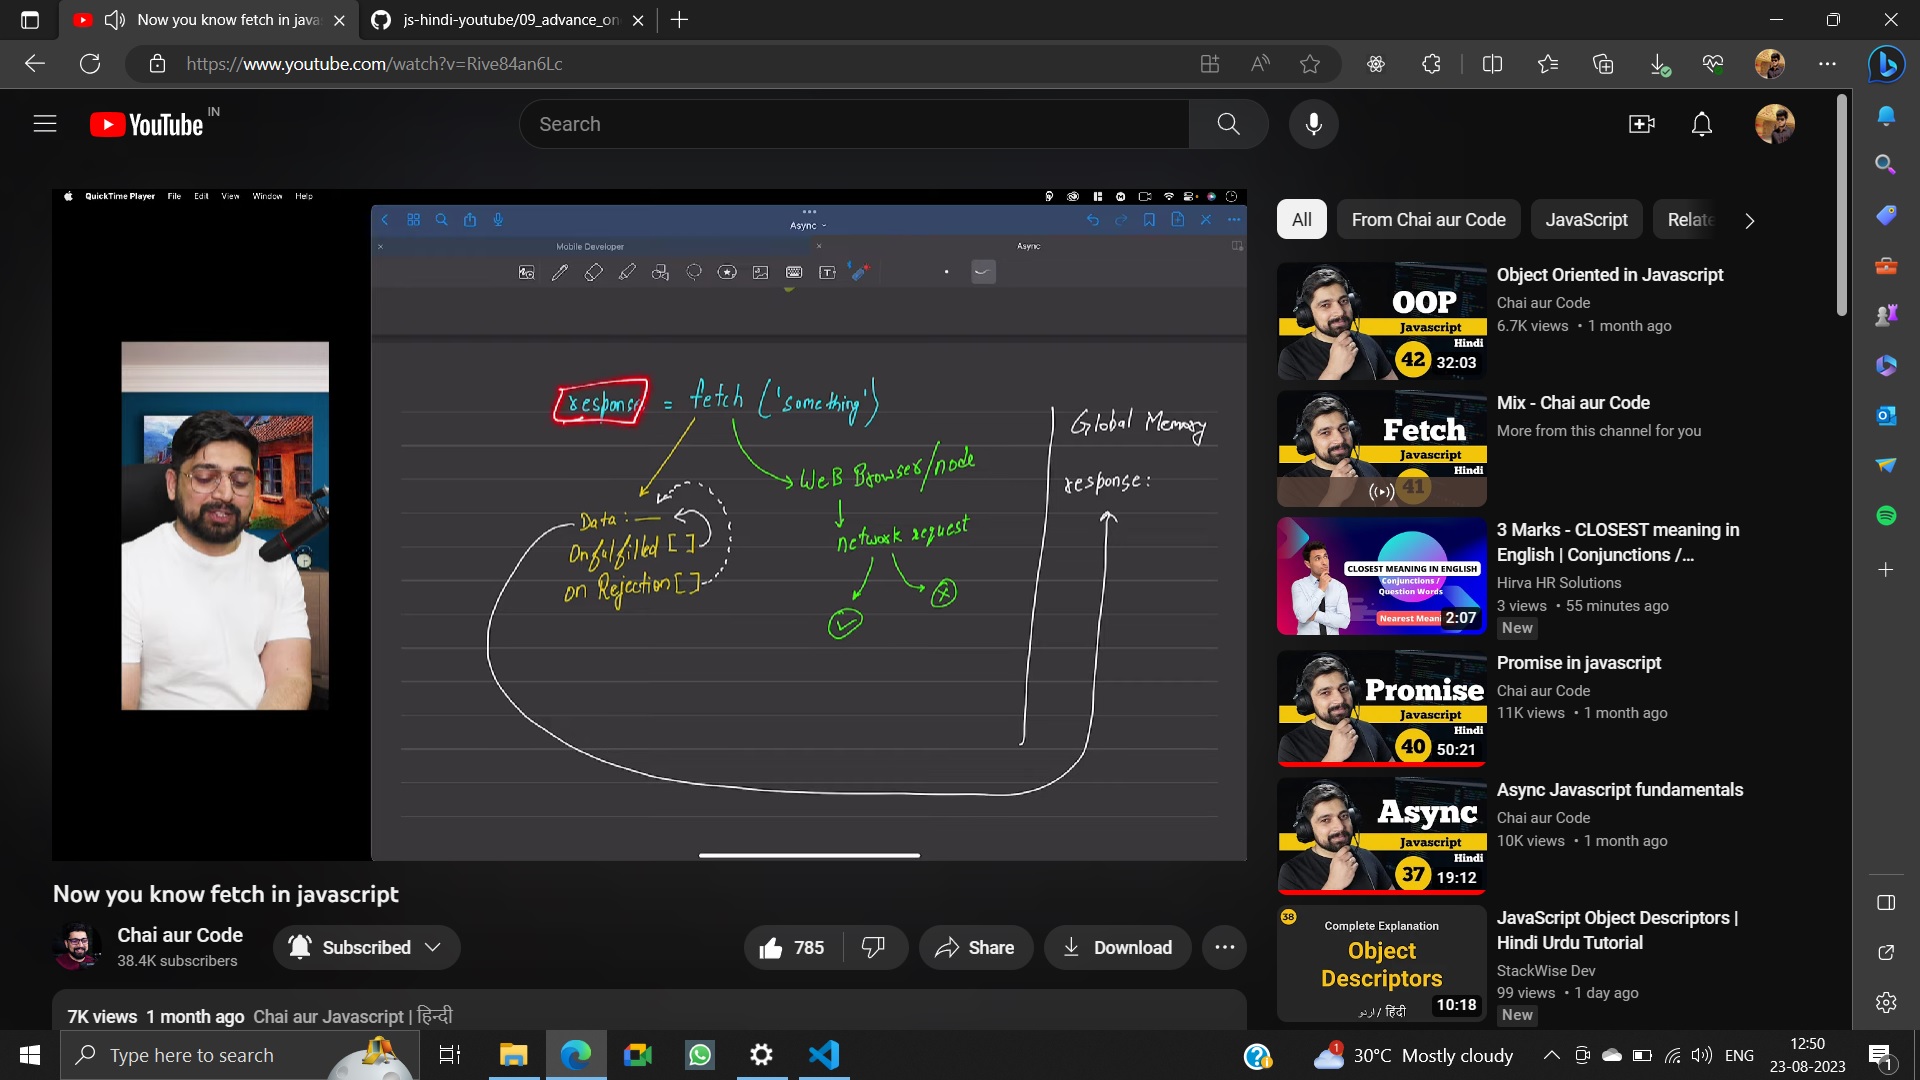 Now you know fetch in java
js-hindi-youtube/09_advance_on
https://www.youtube.com/watch?v=Rive84an6Lc
YouTube IN
Search
QuickTime Player File Edit View Window Help
Async
Mobile Developer
Async
response = fetch ('something')
Global Memory
WeB Browser/node
response:
Data: —
network request
Onfulfilled [ ]
on Rejection [ ]
Now you know fetch in javascript
Chai aur Code
38.4K subscribers
Subscribed
785
Share
Download
7K views 1 month ago Chai aur Javascript | हिन्दी
All
From Chai aur Code
JavaScript
Relate
OOP
Javascript
Hindi
42
32:03
Object Oriented in Javascript
Chai aur Code
6.7K views • 1 month ago
Fetch
Javascript
Hindi
41
Mix - Chai aur Code
More from this channel for you
CLOSEST MEANING IN ENGLISH
Conjunctions /
Question Words
Nearest Meani
2:07
3 Marks - CLOSEST meaning in
English | Conjunctions /...
Hirva HR Solutions
3 views • 55 minutes ago
New
Promise
Javascript
Hindi
40
50:21
Promise in javascript
Chai aur Code
11K views • 1 month ago
Async
Javascript
Hindi
37
19:12
Async Javascript fundamentals
Chai aur Code
10K views • 1 month ago
38
Complete Explanation
Object
Descriptors
اردو / हिंदी
10:18
JavaScript Object Descriptors |
Hindi Urdu Tutorial
StackWise Dev
99 views • 1 day ago
New
Type here to search
1
30°C Mostly cloudy
ENG
12:50
23-08-2023
1